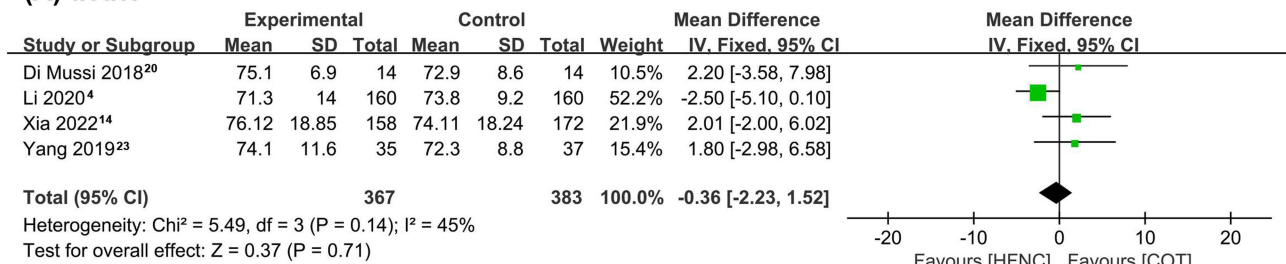 Experimental Control Mean Difference Mean Difference
Study or Subgroup Mean SD Total Mean SD Total Weight IV, Fixed, 95% CI IV, Fixed, 95% CI
Di Mussi 2018²⁰ 75.1 6.9 14 72.9 8.6 14 10.5% 2.20 [-3.58, 7.98]
Li 2020⁴ 71.3 14 160 73.8 9.2 160 52.2% -2.50 [-5.10, 0.10]
Xia 2022¹⁴ 76.12 18.85 158 74.11 18.24 172 21.9% 2.01 [-2.00, 6.02]
Yang 2019²³ 74.1 11.6 35 72.3 8.8 37 15.4% 1.80 [-2.98, 6.58]
Total (95% CI) 367 383 100.0% -0.36 [-2.23, 1.52]
Heterogeneity: Chi² = 5.49, df = 3 (P = 0.14); I² = 45%
Test for overall effect: Z = 0.37 (P = 0.71)
-20 -10 0 10 20
Favours [HFNC] Favours [COT]